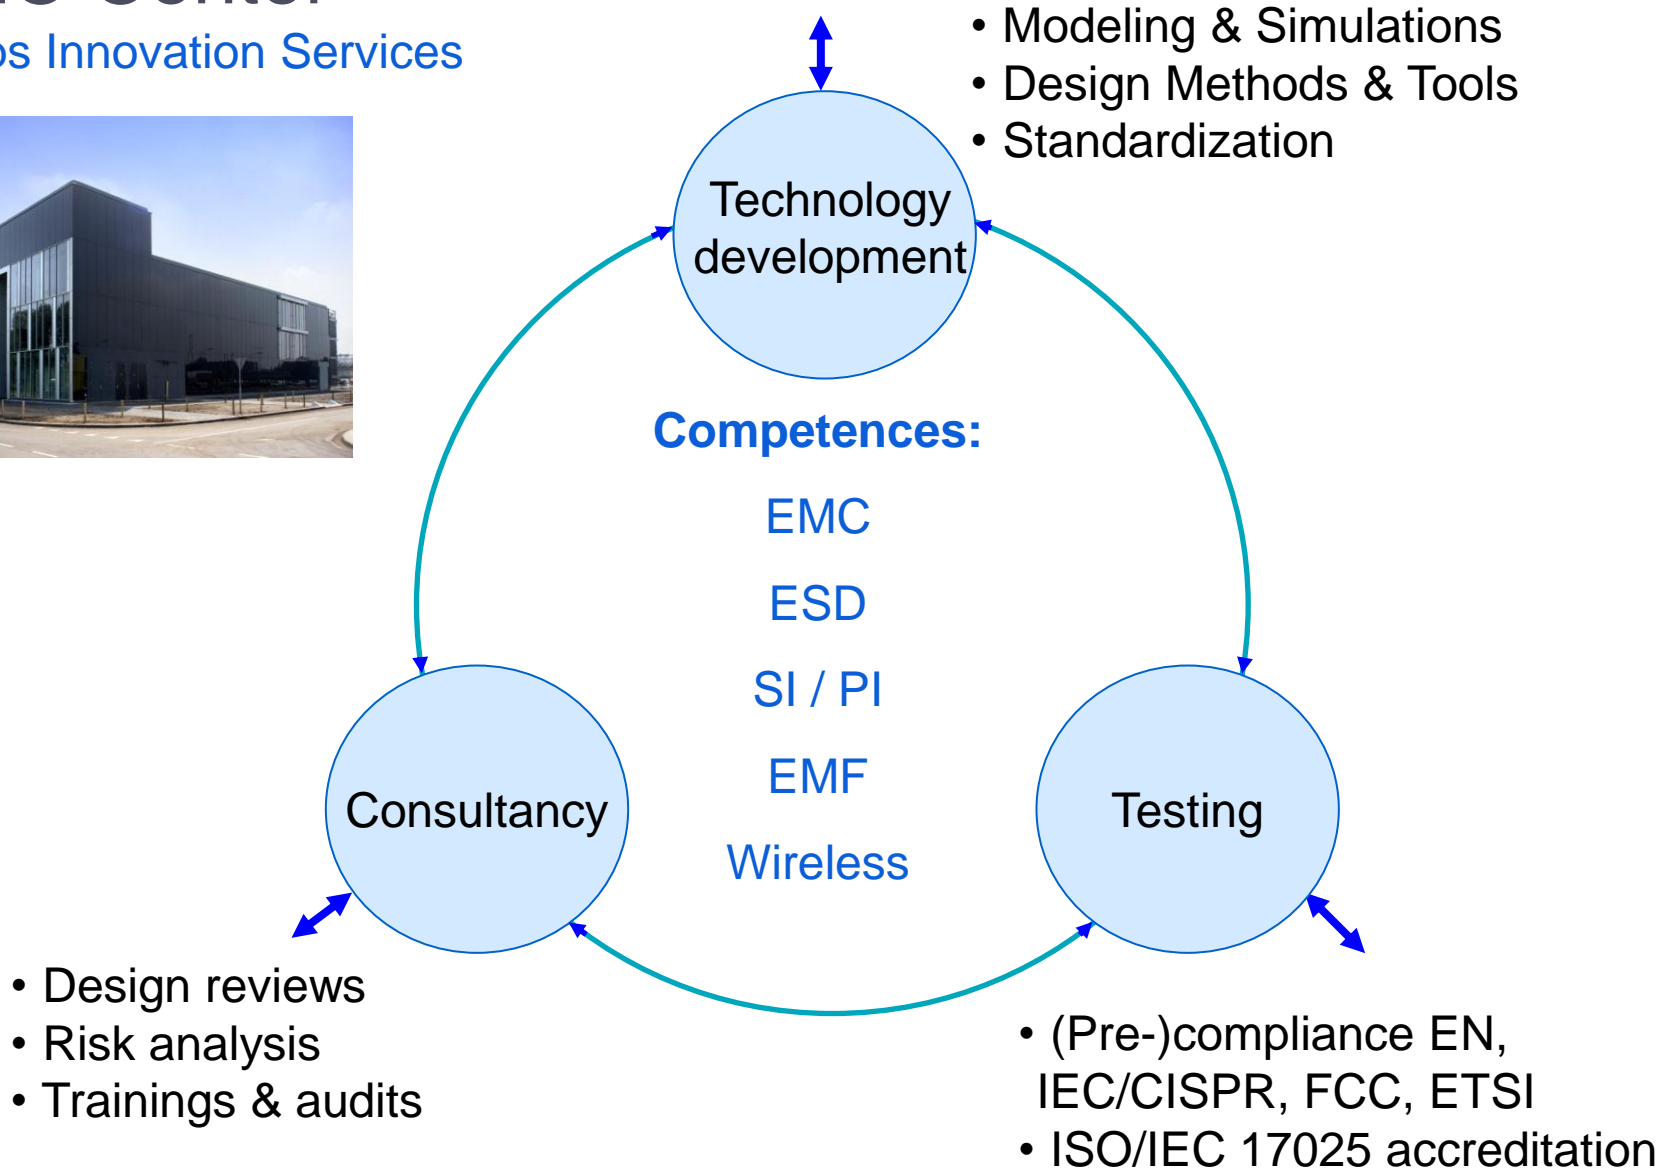 Center
Innovation Services
• Modeling & Simulations
• Design Methods & Tools
• Standardization
Technology
development
Competences:
EMC
ESD
SI / PI
EMF
Wireless
Consultancy
Testing
• Design reviews
• Risk analysis
• Trainings & audits
• (Pre-)compliance EN,
IEC/CISPR, FCC, ETSI
• ISO/IEC 17025 accreditation